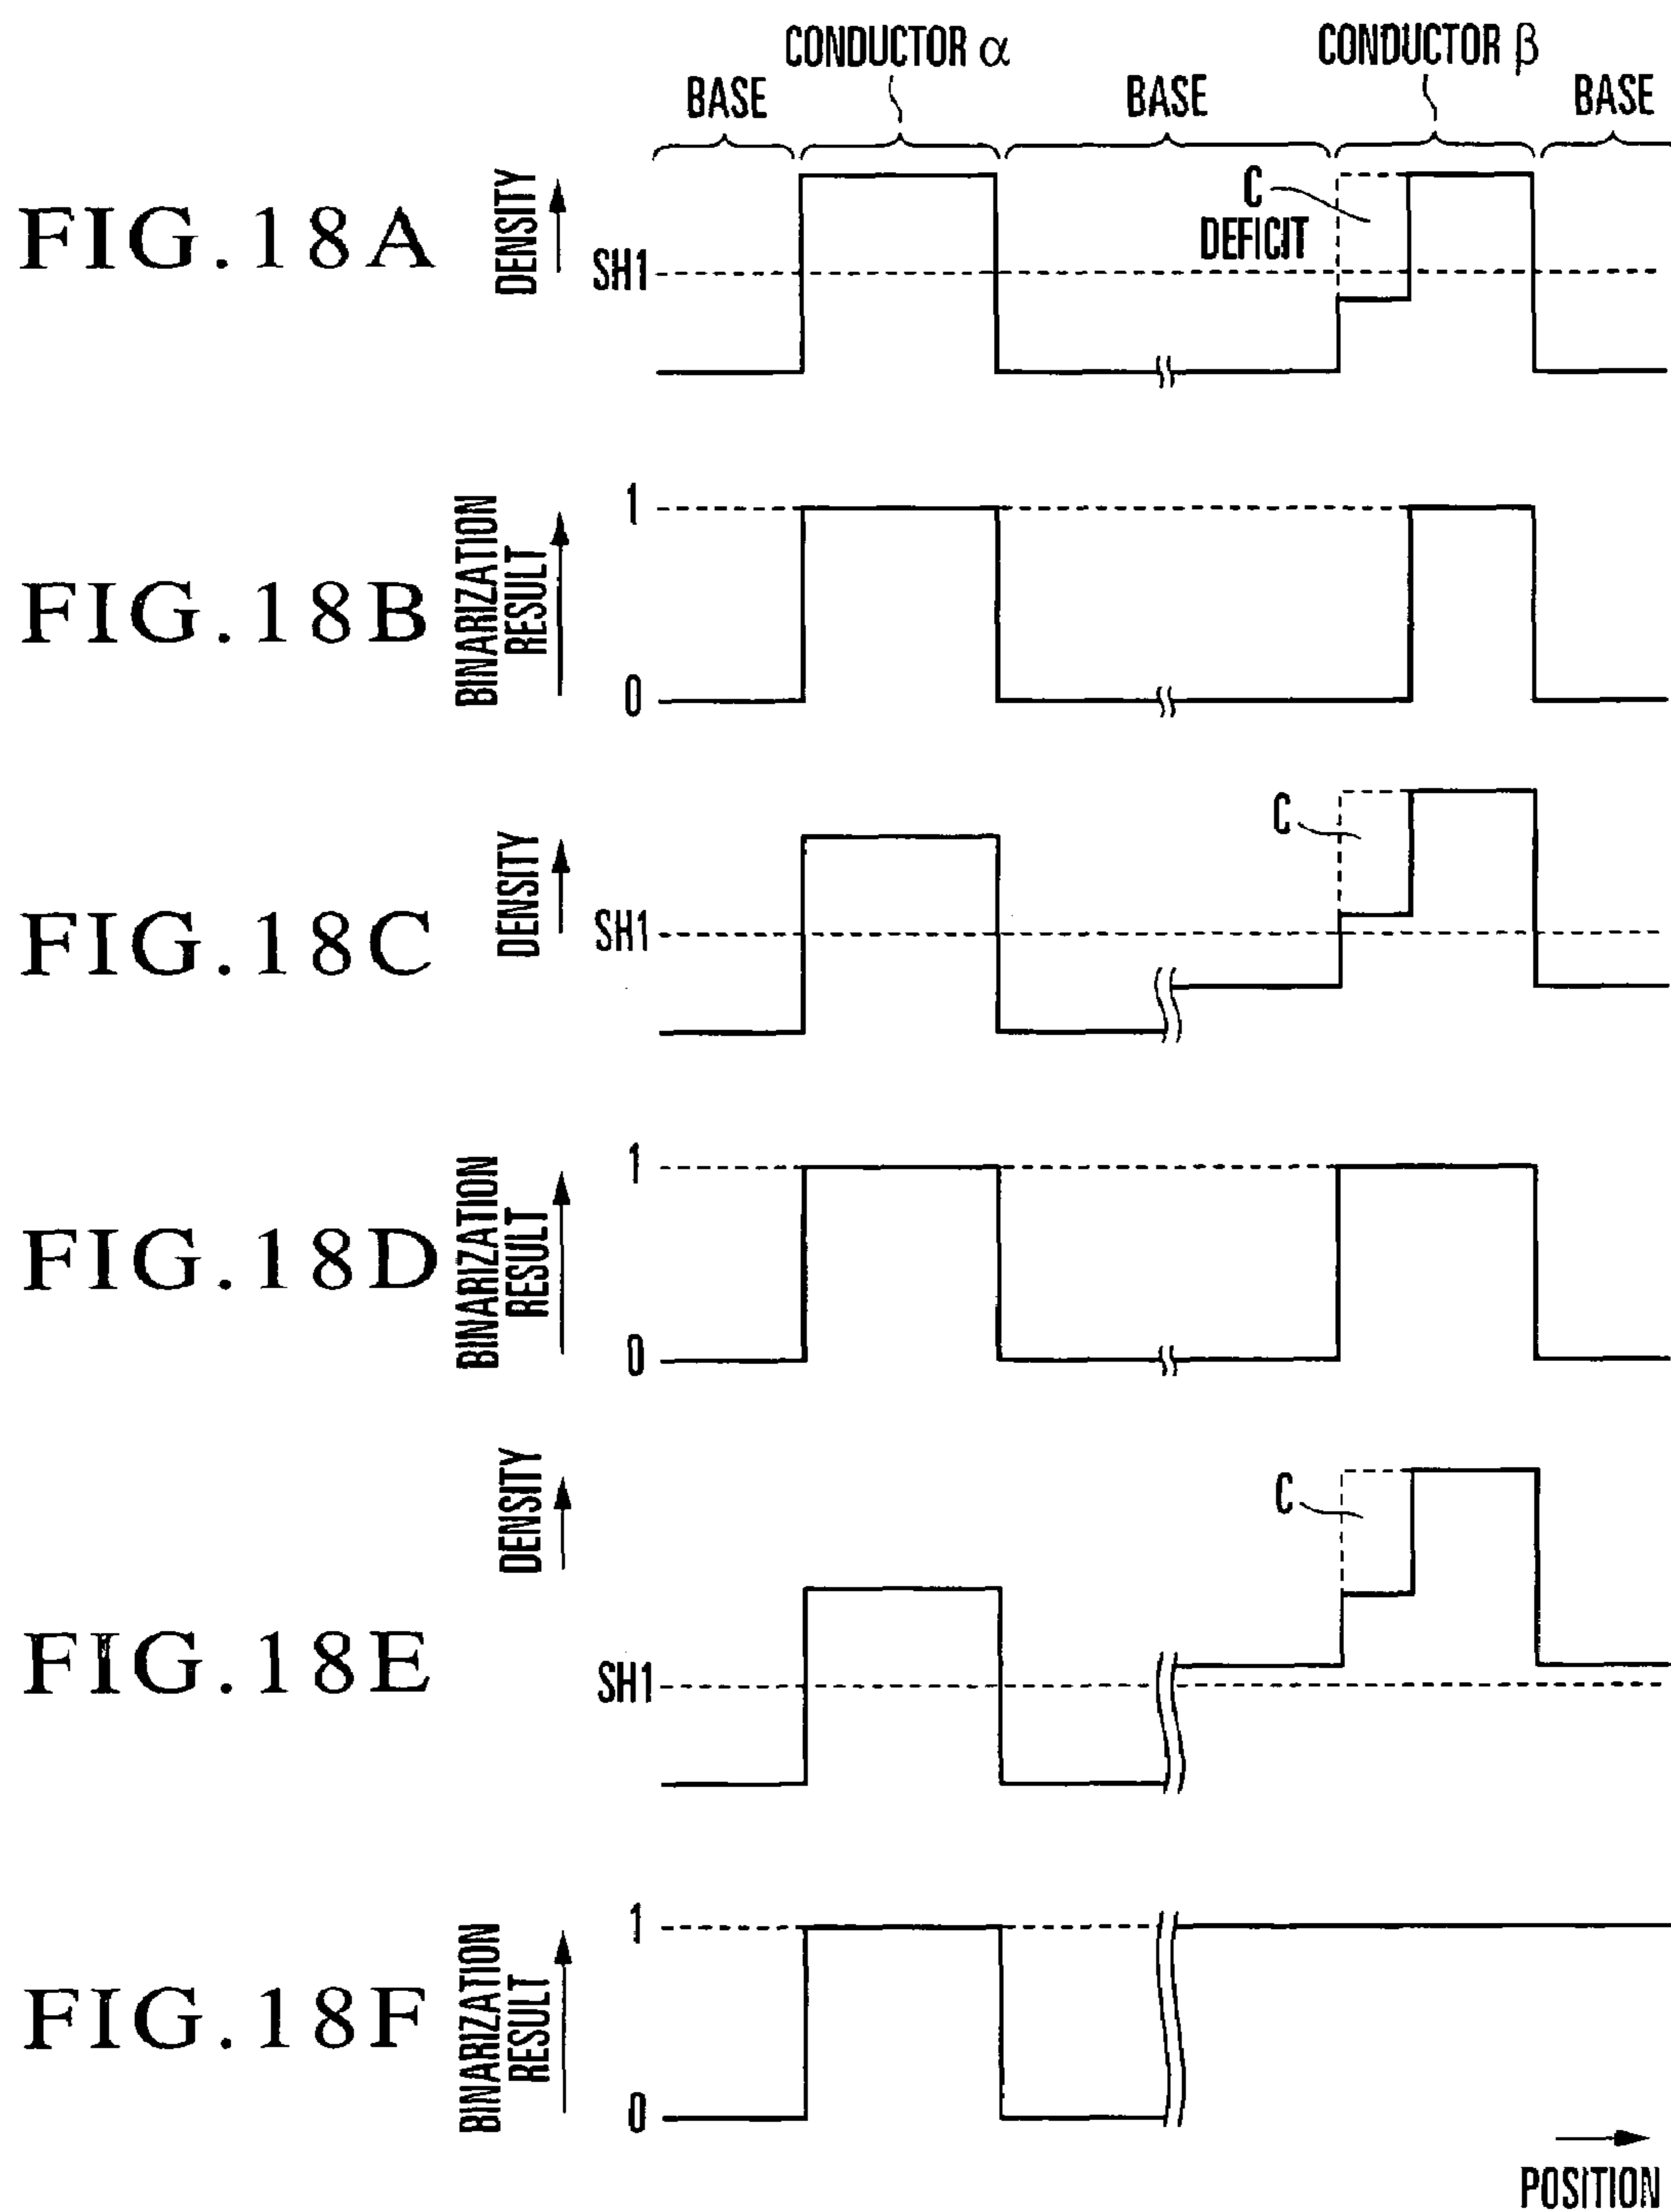 CONDUCTOR α
CONDUCTOR β
BASE
BASE
BASE
FIG.18A
DENSITY
C
DEFICIT
SH1
FIG.18B
BINARIZATION
RESULT
1
0
FIG.18C
DENSITY
C
SH1
FIG.18D
BINARIZATION
RESULT
1
0
FIG.18E
DENSITY
C
SH1
FIG.18F
BINARIZATION
RESULT
1
0
POSITION